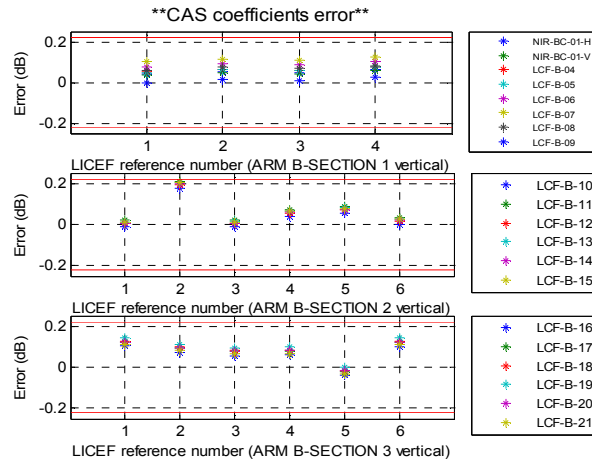 **CAS coefficients error**
Error (dB)
0.2
0
-0.2
1 2 3 4
LICEF reference number (ARM B-SECTION 1 vertical)
NIR-BC-01-H
NIR-BC-01-V
LCF-B-04
LCF-B-05
LCF-B-06
LCF-B-07
LCF-B-08
LCF-B-09
Error (dB)
0.2
0
-0.2
1 2 3 4 5 6
LICEF reference number (ARM B-SECTION 2 vertical)
LCF-B-10
LCF-B-11
LCF-B-12
LCF-B-13
LCF-B-14
LCF-B-15
Error (dB)
0.2
0
-0.2
1 2 3 4 5 6
LICEF reference number (ARM B-SECTION 3 vertical)
LCF-B-16
LCF-B-17
LCF-B-18
LCF-B-19
LCF-B-20
LCF-B-21